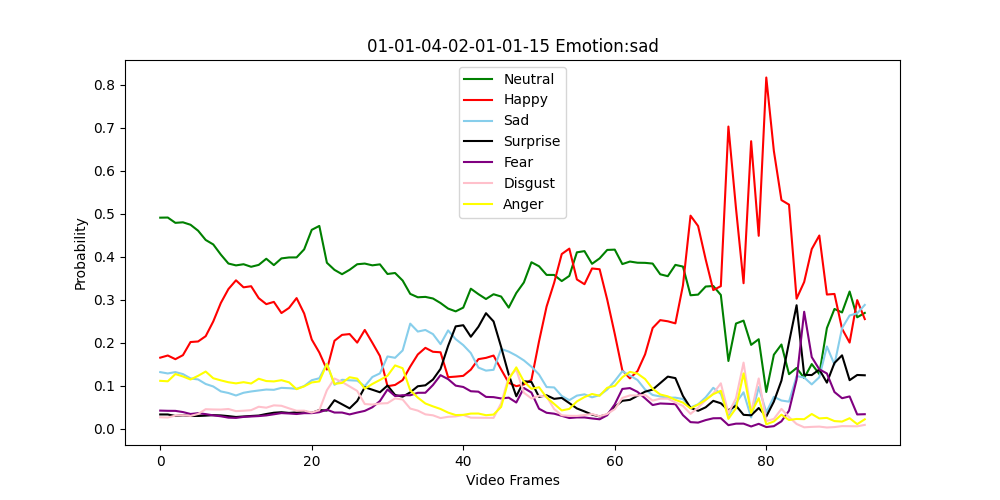 01-01-04-02-01-01-15 Emotion:sad
Neutral
Happy
Sad
Surprise
Fear
Disgust
Anger
Probability
0.8
0.7
0.6
0.5
0.4
0.3
0.2
0.1
0.0
0 20 40 60 80
Video Frames